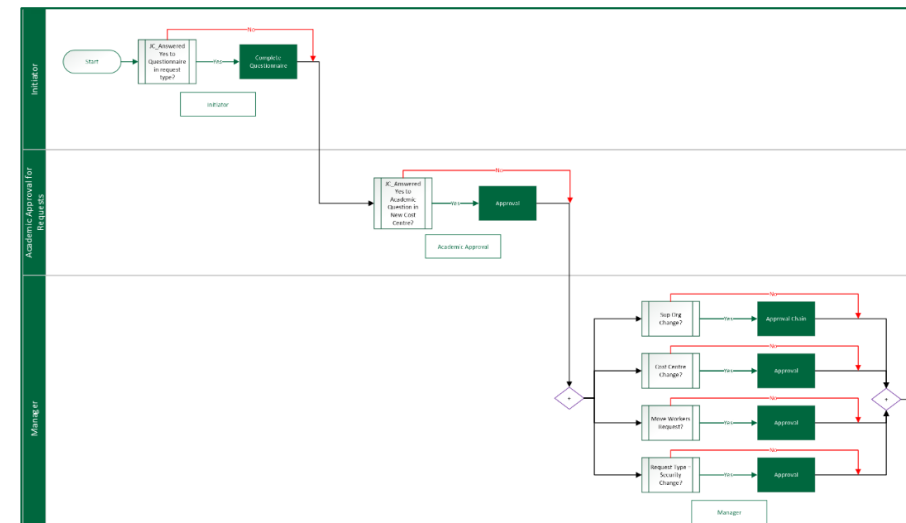 Initiator
Start
JC_Answered
Yes to
Questionnaire
in request
type?
No
Yes
Complete
Questionnaire
Initiator
Academic Approval for
Requests
JC_Answered
Yes to
Academic
Question in
New Cost
Centre?
No
Yes
Approval
Academic Approval
Manager
+
Sup Org
Change?
No
Yes
Approval Chain
Cost Centre
Change?
No
Yes
Approval
Move Workers
Request?
No
Yes
Approval
Request Type -
Security
Change?
No
Yes
Approval
+
Manager